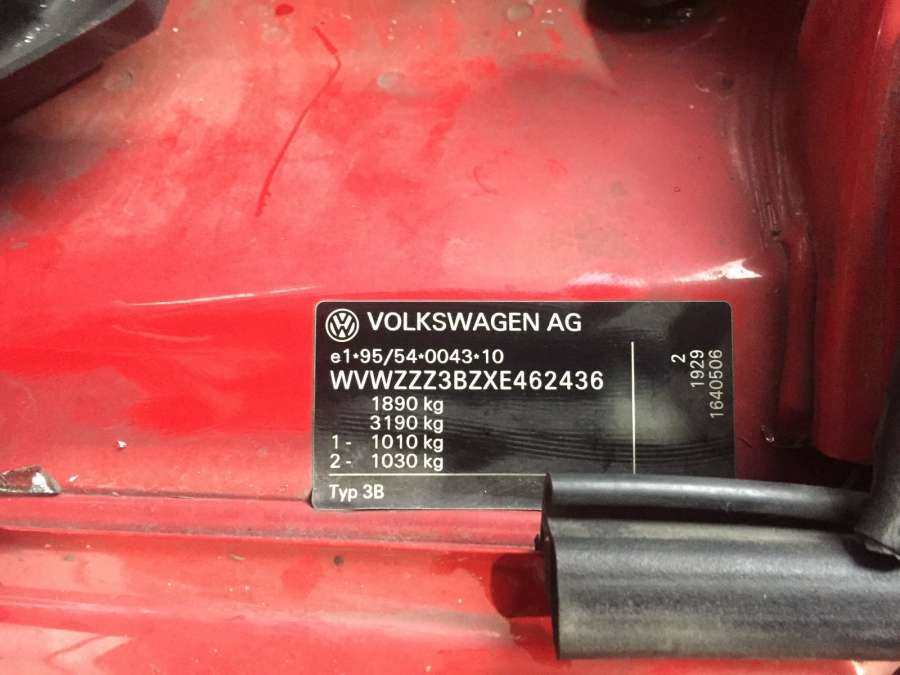 VOLKSWAGEN AG
e1*95/54*0043*10
WVWZZZ3BZXE462436
1890 kg
3190 kg
1- 1010 kg
2- 1030 kg
Typ 3B
2
1929
1640506